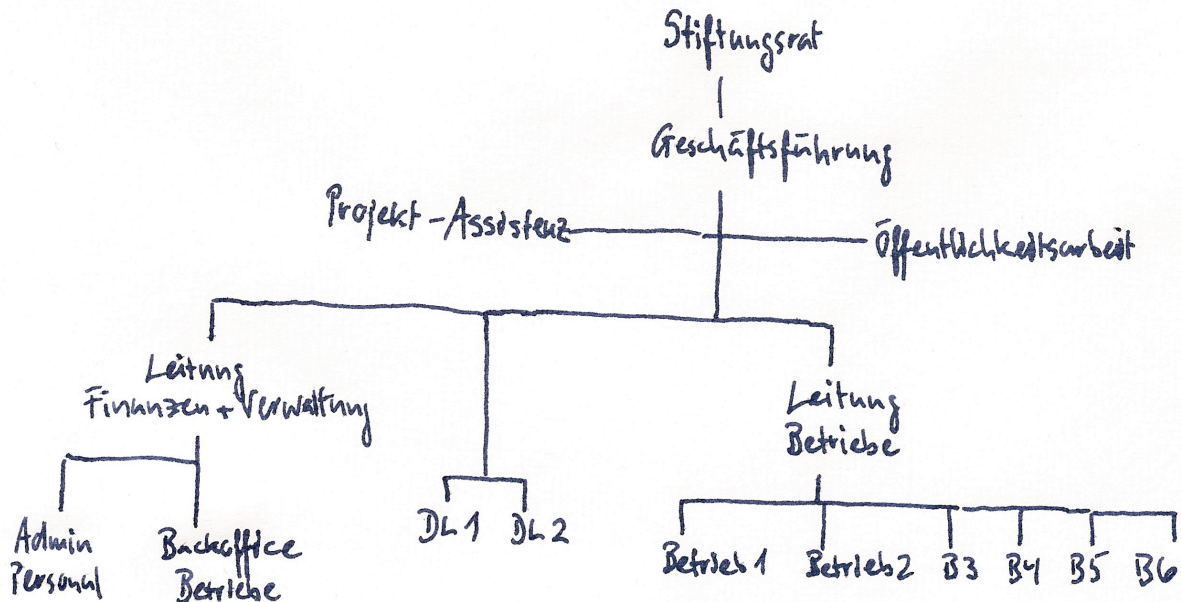 Stiftungsrat
Geschäftsführung
Projekt-Assistenz
Öffentlichkeitsarbeit
Leitung
Finanzen + Verwaltung
Leitung
Betriebe
Admin
Personal
Backoffice
Betriebe
DL 1
DL 2
Betrieb 1
Betrieb 2
B3
B4
B5
B6